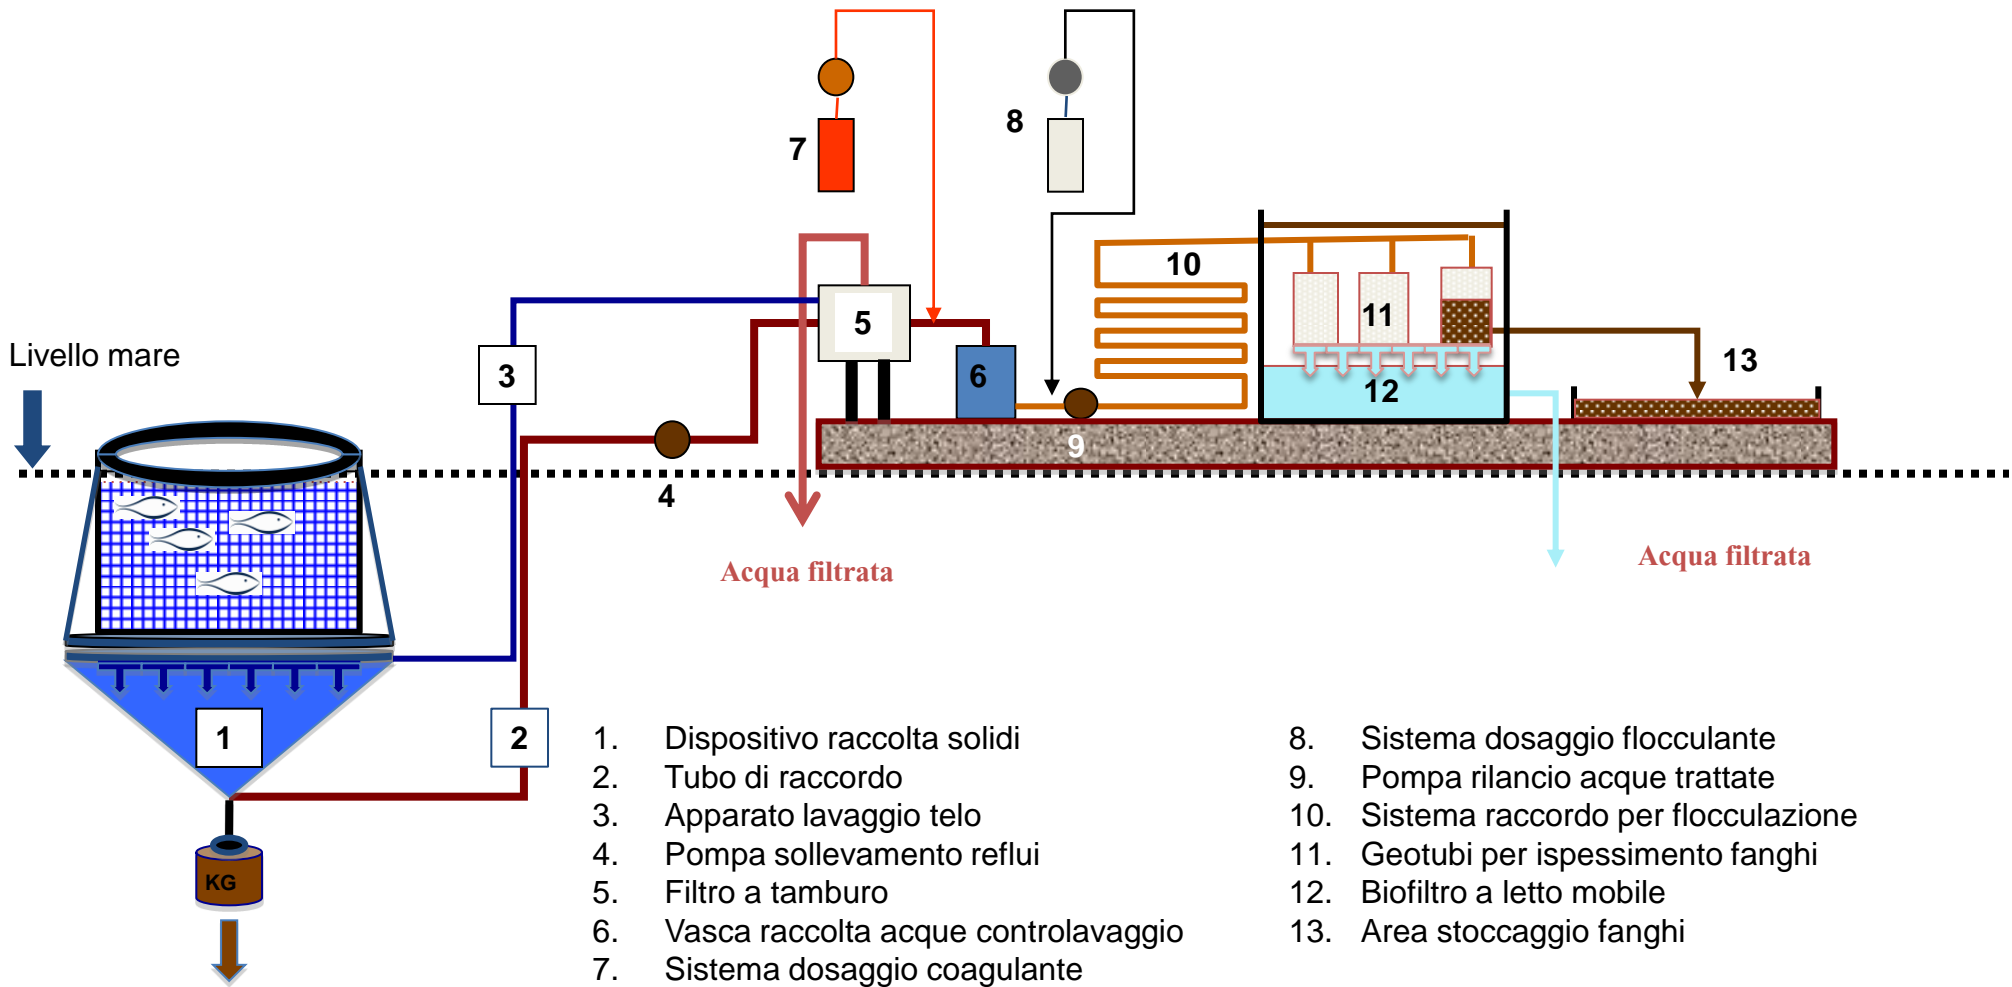 7
8
10
11
5
Livello mare
3
6
12
13
9
4
Acqua filtrata
Acqua filtrata
1
2
KG
1. Dispositivo raccolta solidi
2. Tubo di raccordo
3. Apparato lavaggio telo
4. Pompa sollevamento reflui
5. Filtro a tamburo
6. Vasca raccolta acque controlavaggio
7. Sistema dosaggio coagulante
8. Sistema dosaggio flocculante
9. Pompa rilancio acque trattate
10. Sistema raccordo per flocculazione
11. Geotubi per ispessimento fanghi
12. Biofiltro a letto mobile
13. Area stoccaggio fanghi